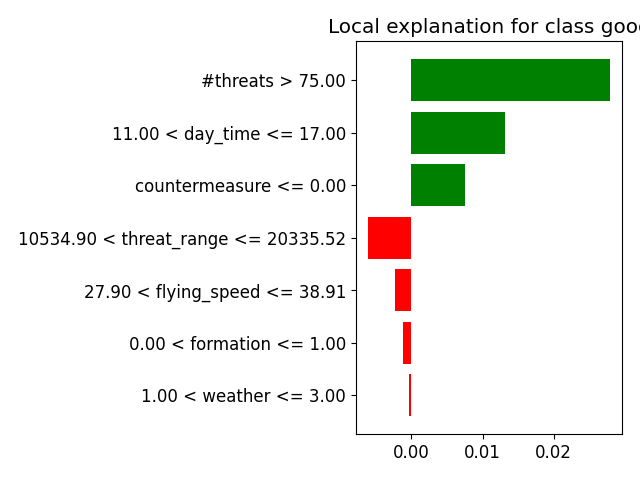 Local explanation for class goo
#threats > 75.00
11.00 < day_time <= 17.00
countermeasure <= 0.00
10534.90 < threat_range <= 20335.52
27.90 < flying_speed <= 38.91
0.00 < formation <= 1.00
1.00 < weather <= 3.00
0.00 0.01 0.02